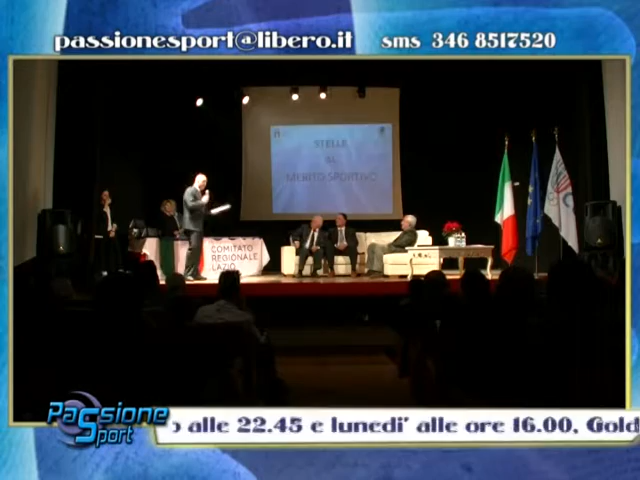 passionesport@libero.it sms 346 8517520
STELLE
AL
MERITO SPORTIVO
COMITATO
REGIONALE
LAZIO
Passione
Sport
alle 22.45 e lunedi' alle ore 16.00, Gold